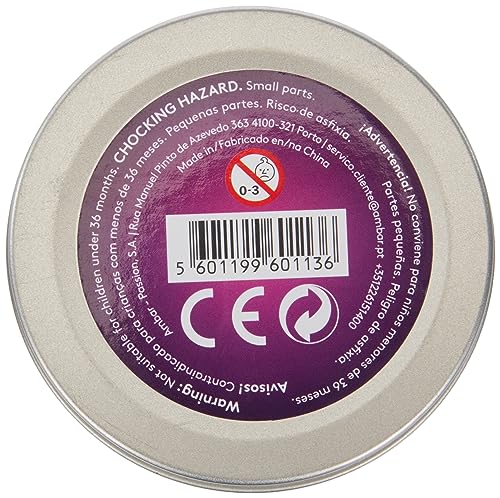 Warning: Not suitable for children under 36 months. CHOCKING HAZARD. Small parts.
Avisos! Contraindicado para crianças com menos de 36 meses. Pequenas partes. Risco de asfixia.
Ambar - Passion, S.A. | Rua Manuel Pinto de Azevedo 363 4100-321 Porto | servico.cliente@ambar.pt +35226151400
Made in/Fabricado en/na China
¡Advertencia! No conviene para niños menores de 36 meses.
Partes pequeñas. Peligro de asfixia.
0-3
5 601199 601136
CE